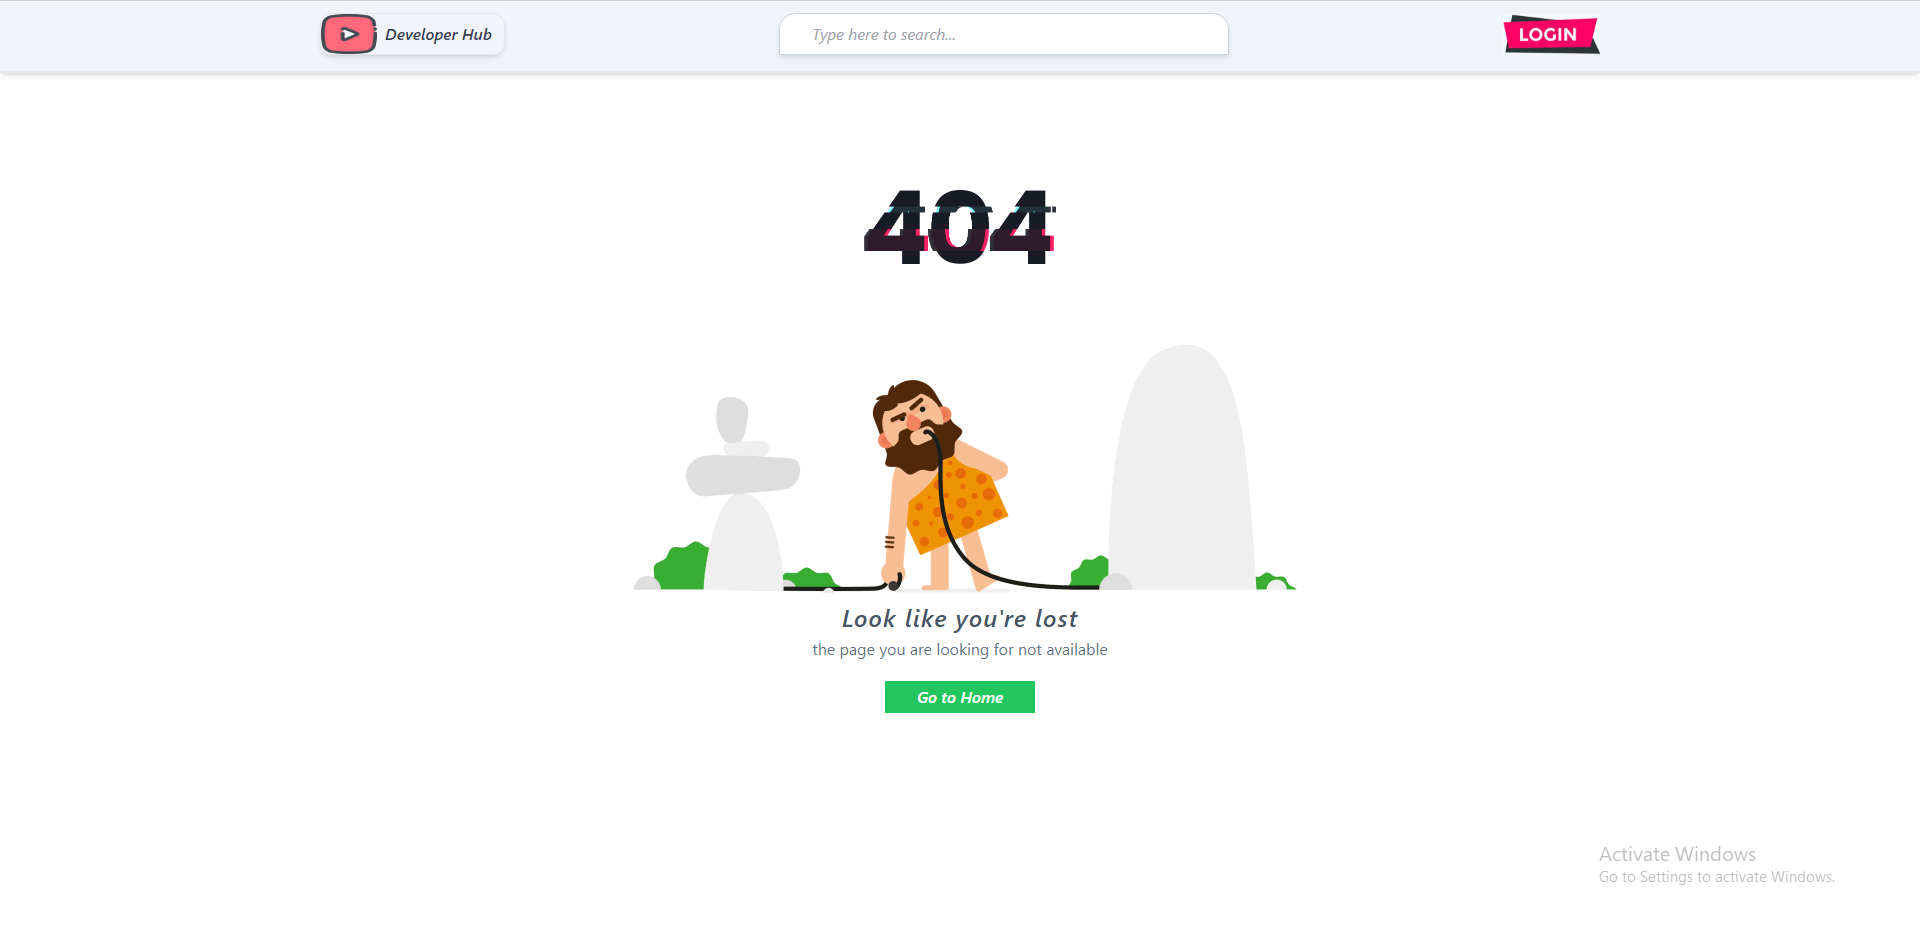 Developer Hub
Type here to search...
LOGIN
404
Look like you're lost
the page you are looking for not available
Go to Home
Activate Windows
Go to Settings to activate Windows.